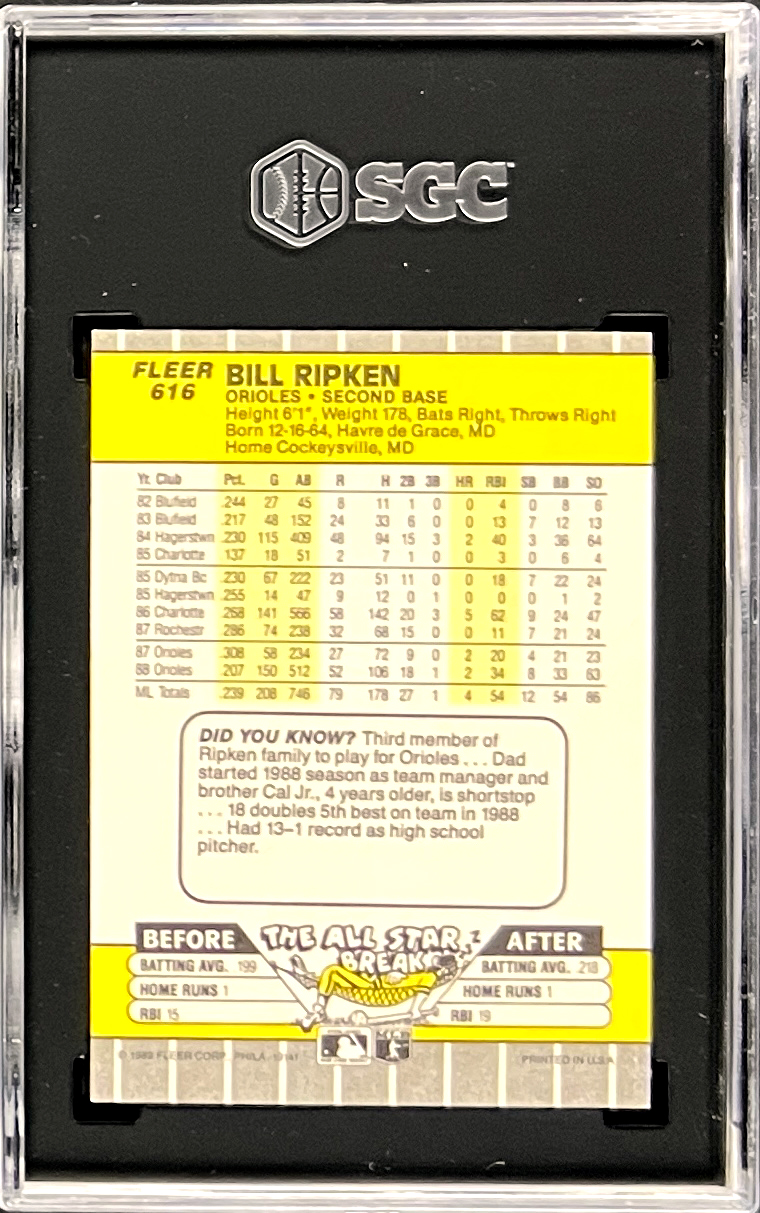 SGC
FLEER
616
BILL RIPKEN
ORIOLES • SECOND BASE
Height 6'1", Weight 178, Bats Right, Throws Right
Born 12-16-64, Havre de Grace, MD
Home Cockeysville, MD
Yr. Club Pct. G AB R H 2B 3B HR RBI SB BB SO
82 Blufield .244 27 45 8 11 1 0 0 4 0 8 6
83 Blufield .217 48 152 24 33 6 0 0 13 7 12 13
84 Hagerstwn .230 115 409 48 94 15 3 2 40 3 36 64
85 Charlotte .137 18 51 2 7 1 0 0 3 0 6 4
85 Dytna Bc .230 67 222 23 51 11 0 0 18 7 22 24
85 Hagerstwn .255 14 47 9 12 0 1 0 0 0 1 2
86 Charlotte .268 141 566 58 142 20 3 5 62 9 24 47
87 Rochestr .286 74 238 32 68 15 0 0 11 7 21 24
87 Orioles .308 58 234 27 72 9 0 2 20 4 21 23
88 Orioles .207 150 512 52 106 18 1 2 34 8 33 63
ML Totals .239 208 746 79 178 27 1 4 54 12 54 86
DID YOU KNOW? Third member of
Ripken family to play for Orioles . . . Dad
started 1988 season as team manager and
brother Cal Jr., 4 years older, is shortstop
. . . 18 doubles 5th best on team in 1988
. . . Had 13–1 record as high school
pitcher.
BEFORE THE ALL STAR BREAK AFTER
BATTING AVG. .199 BATTING AVG. .218
HOME RUNS 1 HOME RUNS 1
RBI 15 RBI 19
© 1989 FLEER CORP. PHILA. 19141 PRINTED IN U.S.A.